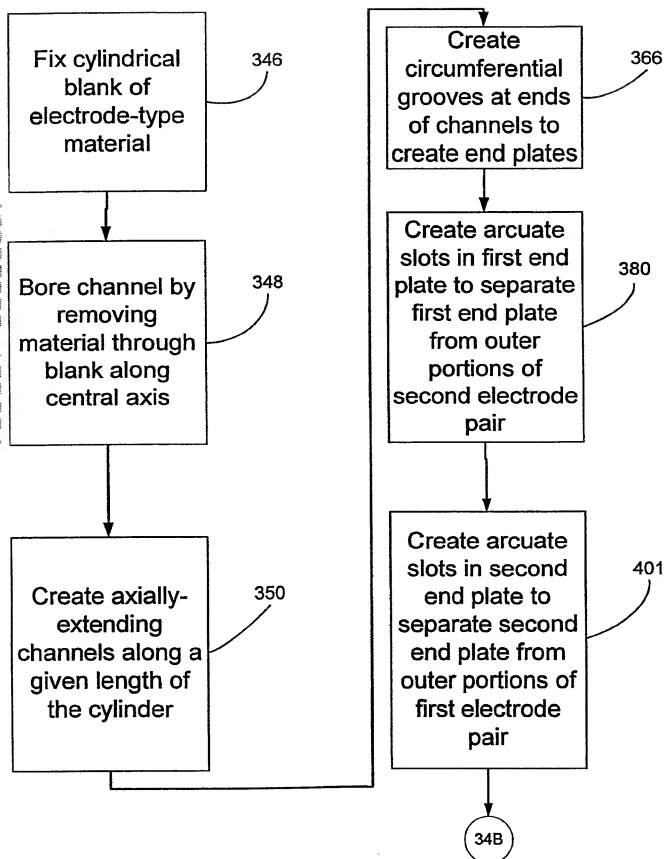 Fix cylindrical
blank of
electrode-type
material
346
Bore channel by
removing
material through
blank along
central axis
348
Create axially-
extending
channels along a
given length of
the cylinder
350
Create
circumferential
grooves at ends
of channels to
create end plates
366
Create arcuate
slots in first end
plate to separate
first end plate
from outer
portions of
second electrode
pair
380
Create arcuate
slots in second
end plate to
separate second
end plate from
outer portions of
first electrode
pair
401
34B